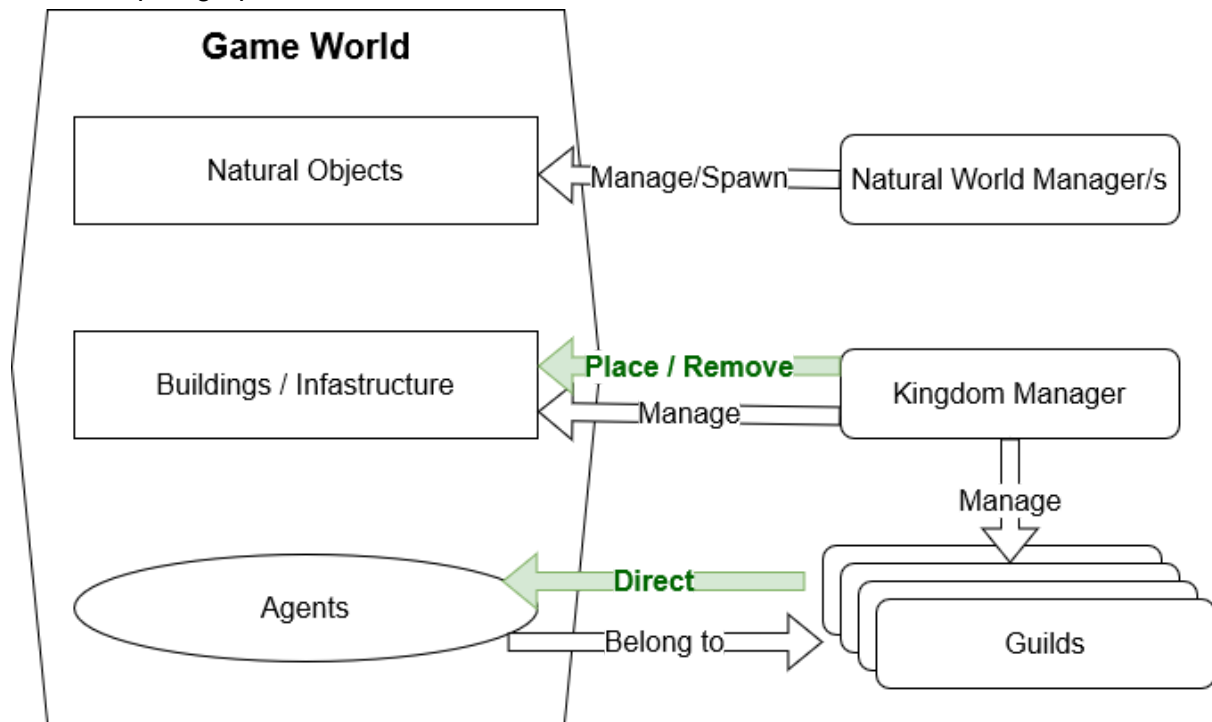 Game World
Natural Objects
Manage/Spawn
Natural World Manager/s
Buildings / Infastructure
Place / Remove
Manage
Kingdom Manager
Manage
Agents
Direct
Belong to
Guilds